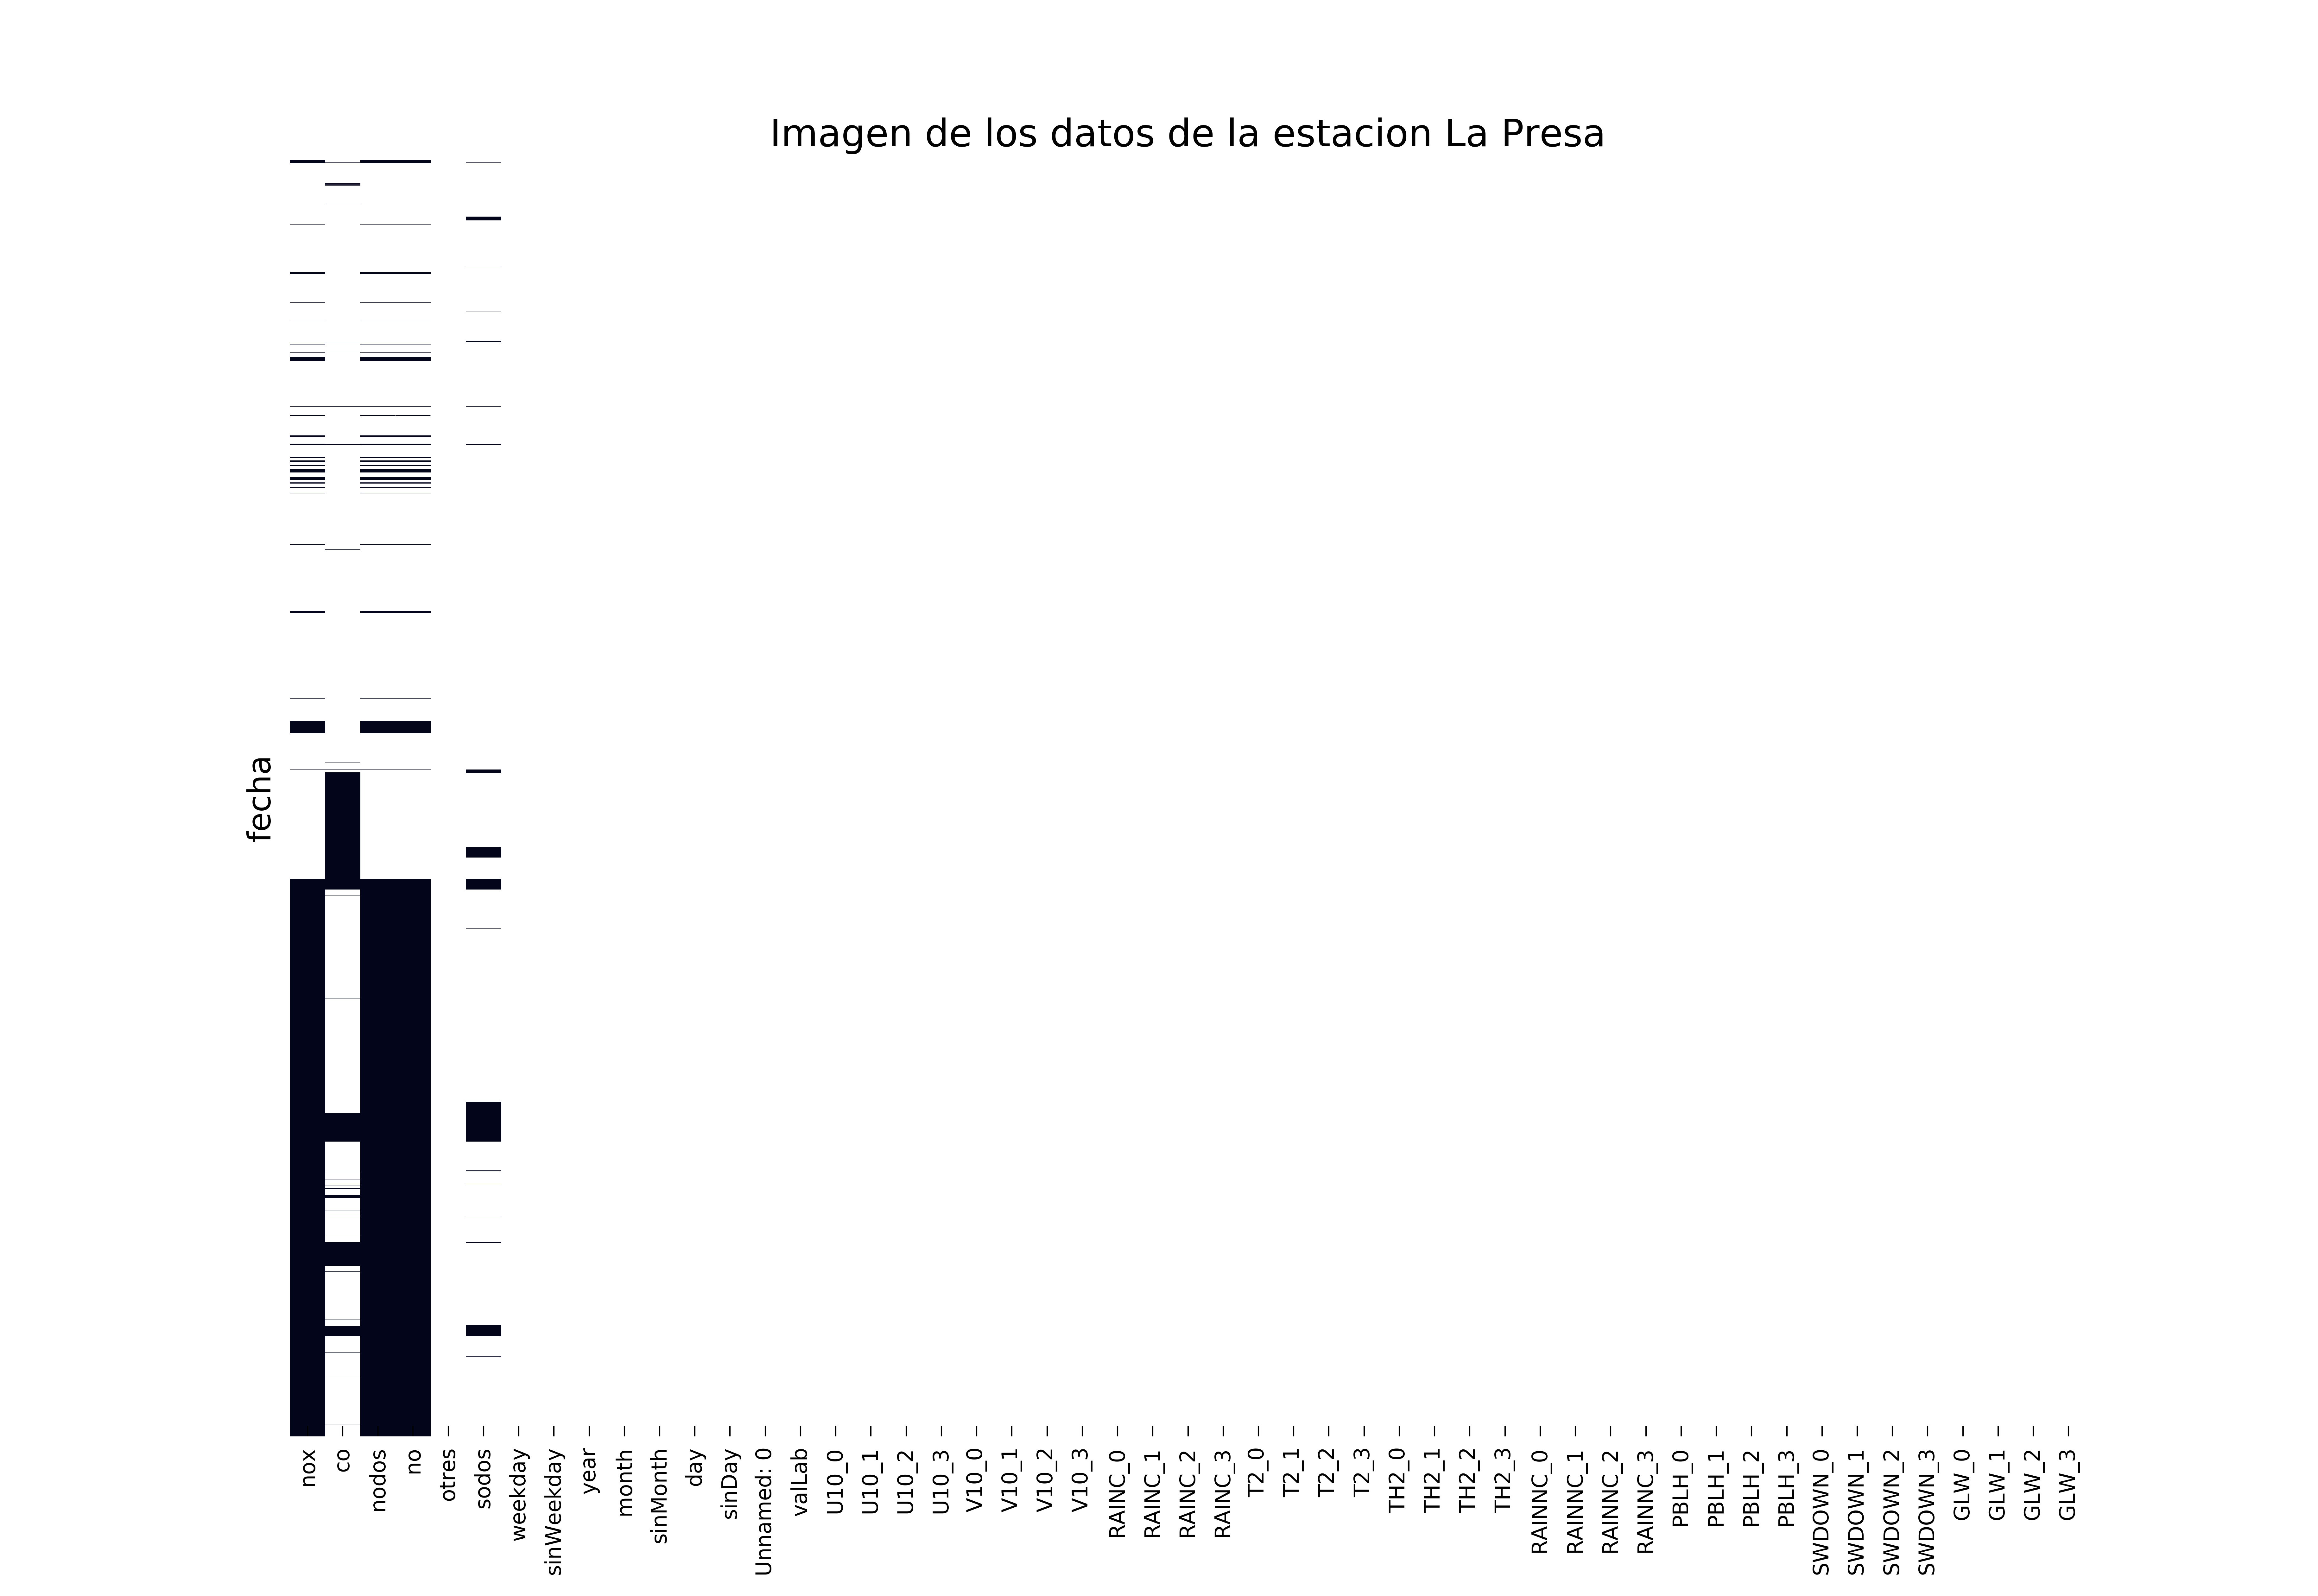 Imagen de los datos de la estacion La Presa
fecha
nox
co
nodos
no
otres
sodos
weekday
sinWeekday
year
month
sinMonth
day
sinDay
Unnamed: 0
valLab
U10_0
U10_1
U10_2
U10_3
V10_0
V10_1
V10_2
V10_3
RAINC_0
RAINC_1
RAINC_2
RAINC_3
T2_0
T2_1
T2_2
T2_3
TH2_0
TH2_1
TH2_2
TH2_3
RAINNC_0
RAINNC_1
RAINNC_2
RAINNC_3
PBLH_0
PBLH_1
PBLH_2
PBLH_3
SWDOWN_0
SWDOWN_1
SWDOWN_2
SWDOWN_3
GLW_0
GLW_1
GLW_2
GLW_3